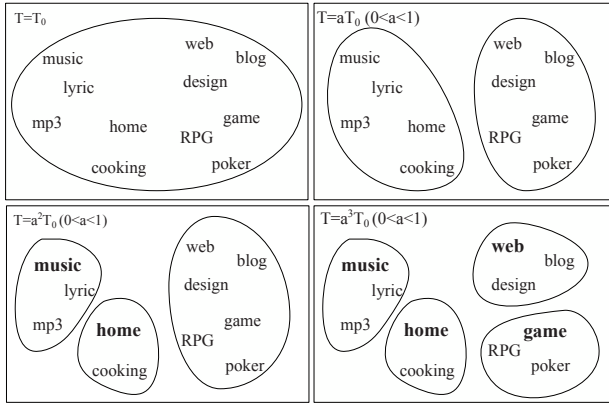 T=T₀
web
music
blog
lyric
design
mp3
home
game
RPG
cooking
poker
T=aT₀ (0<a<1)
web
music
blog
lyric
design
mp3
home
game
RPG
cooking
poker
T=a²T₀ (0<a<1)
web
music
blog
lyric
design
mp3
home
game
RPG
cooking
poker
T=a³T₀ (0<a<1)
web
music
blog
lyric
design
mp3
home
game
RPG
cooking
poker